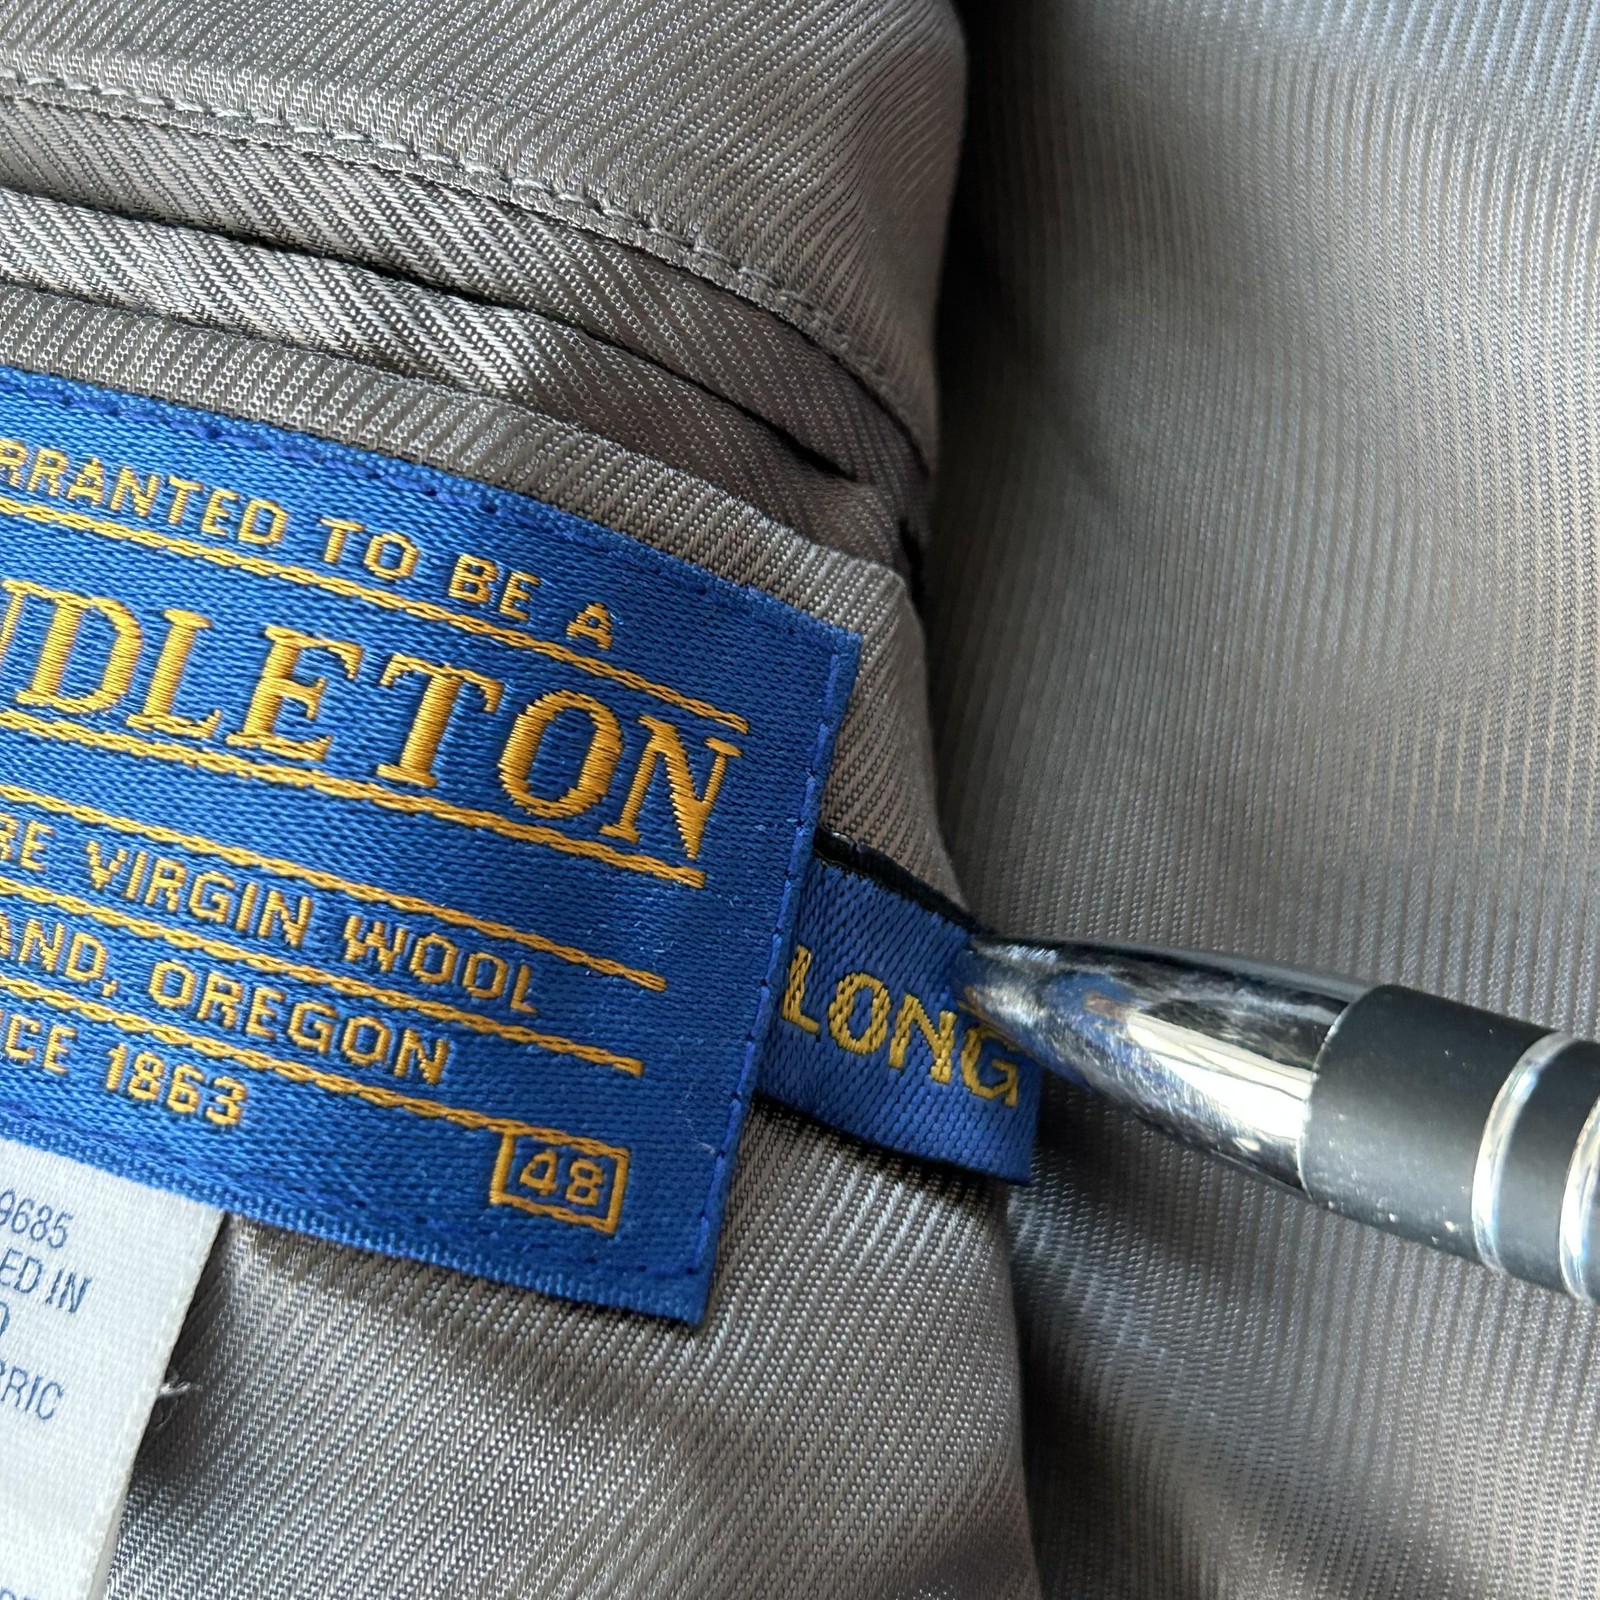 RRANTED TO BE A
NDLETON
RE VIRGIN WOOL
AND, OREGON
CE 1863
48
LONG
9685
ED IN
RIC